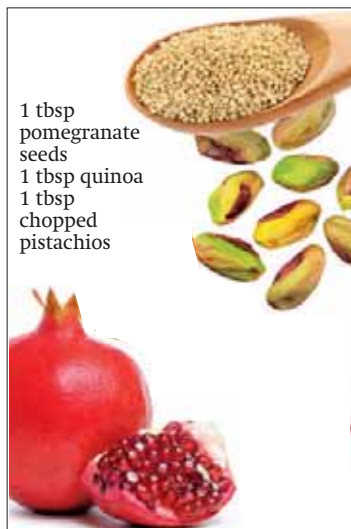 1 tbsp
pomegranate
seeds
1 tbsp quinoa
1 tbsp
chopped
pistachios